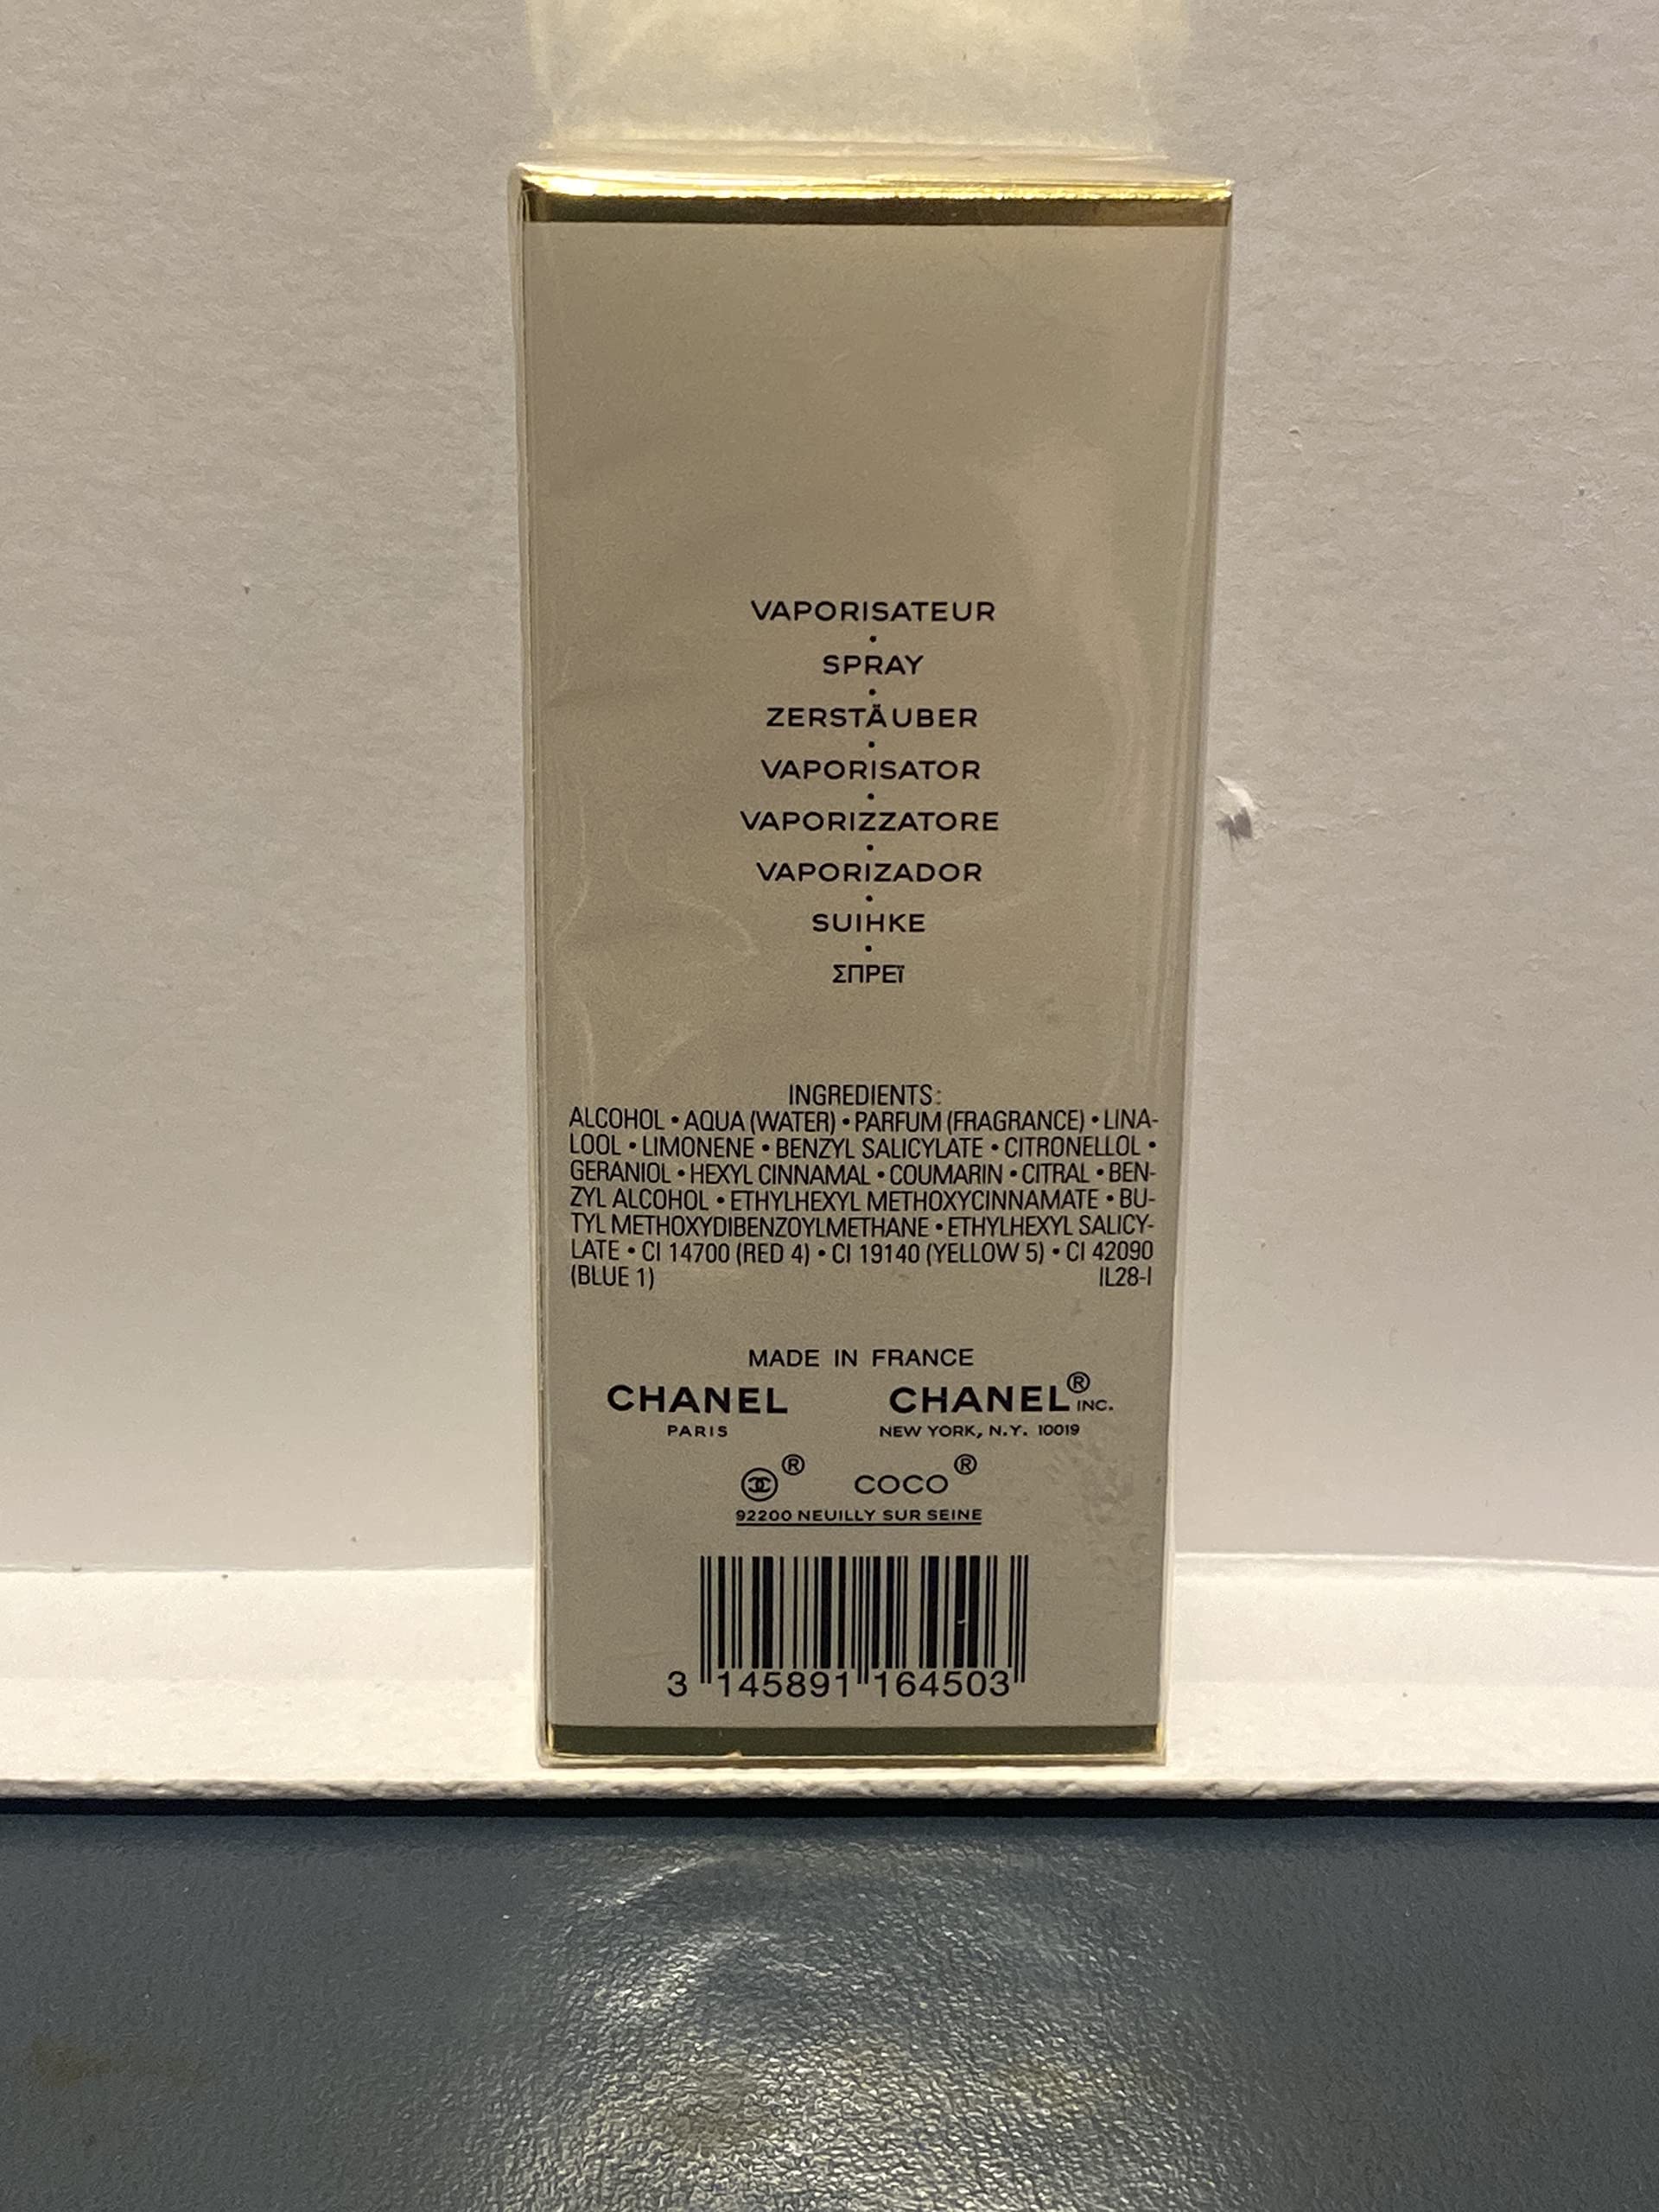 VAPORISATEUR
•
SPRAY
•
ZERSTÄUBER
•
VAPORISATOR
•
VAPORIZZATORE
•
VAPORIZADOR
•
SUIHKE
•
ΣΠΡΕΪ
INGREDIENTS:
ALCOHOL • AQUA (WATER) • PARFUM (FRAGRANCE) • LINA-
LOOL • LIMONENE • BENZYL SALICYLATE • CITRONELLOL •
GERANIOL • HEXYL CINNAMAL • COUMARIN • CITRAL • BEN-
ZYL ALCOHOL • ETHYLHEXYL METHOXYCINNAMATE • BU-
TYL METHOXYDIBENZOYLMETHANE • ETHYLHEXYL SALICY-
LATE • CI 14700 (RED 4) • CI 19140 (YELLOW 5) • CI 42090
(BLUE 1) IL28-I
MADE IN FRANCE
CHANEL CHANEL® INC.
PARIS NEW YORK, N.Y. 10019
® COCO®
92200 NEUILLY SUR SEINE
3 145891 164503